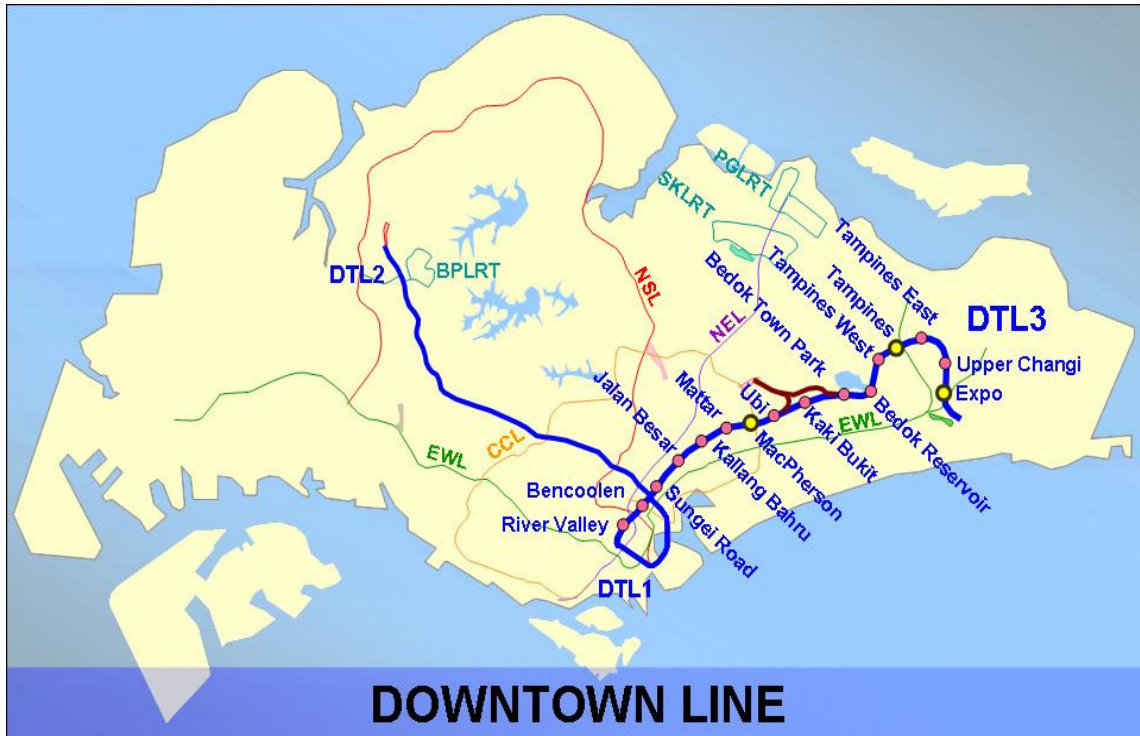 PGLRT
SKLRT
Tampines East
Tampines
Tampines West
Bedok Town Park
DTL2
BPLRT
NSL
NEL
DTL3
Upper Changi
Expo
Jalan Besar
Mattar
Ubi
EWL
Kaki Bukit
Bedok Reservoir
MacPherson
Kallang Bahru
Sungei Road
CCL
EWL
Bencoolen
River Valley
DTL1
DOWNTOWN LINE